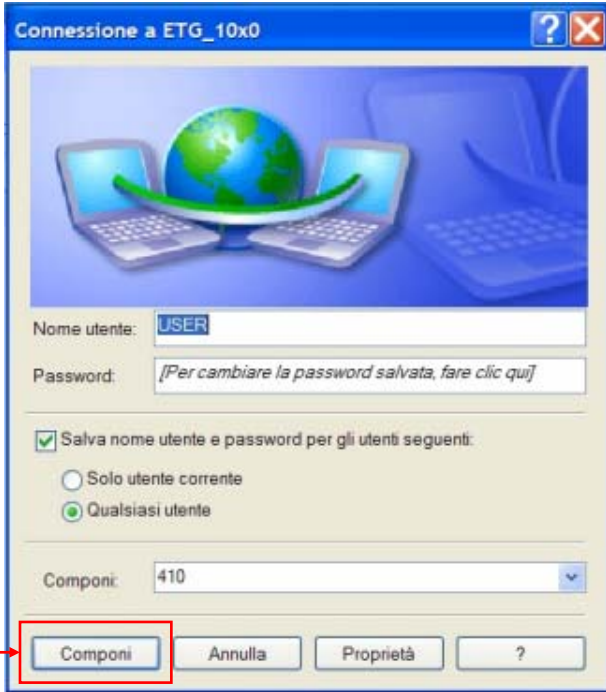 Connessione a ETG_10x0
Nome utente: USER
Password: [Per cambiare la password salvata, fare clic qui]
Salva nome utente e password per gli utenti seguenti:
Solo utente corrente
Qualsiasi utente
Componi: 410
Componi Annulla Proprietà ?